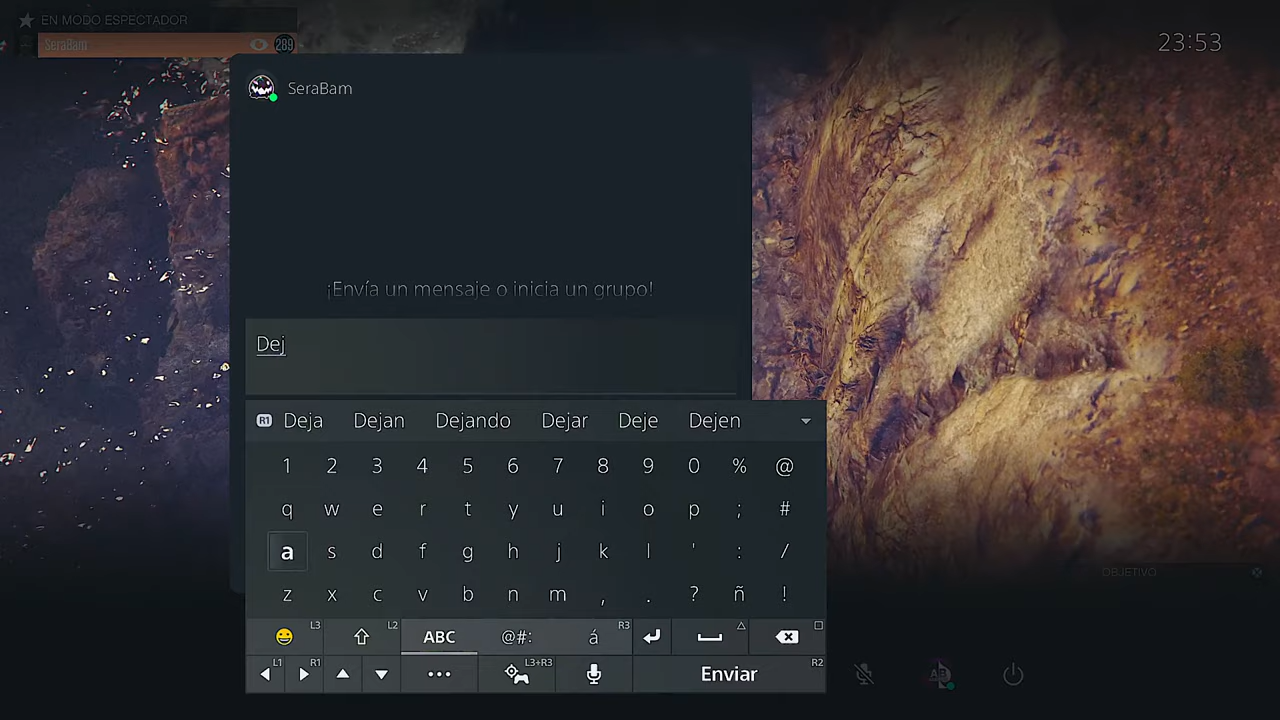 EN MODO ESPECTADOR
SeraBam 289
23:53
SeraBam
¡Envía un mensaje o inicia un grupo!
Dej
R1 Deja Dejan Dejando Dejar Deje Dejen
1 2 3 4 5 6 7 8 9 0 % @
q w e r t y u i o p ; #
a s d f g h j k l ' : /
z x c v b n m , . ? ñ !
L3 L2 ABC @#: á R3
L1 R1 ... L3+R3 Enviar R2
OBJETIVO